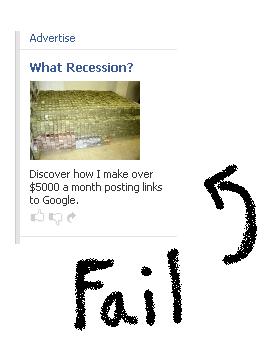 Advertise
What Recession?
Discover how I make over
$5000 a month posting links
to Google.
Fail